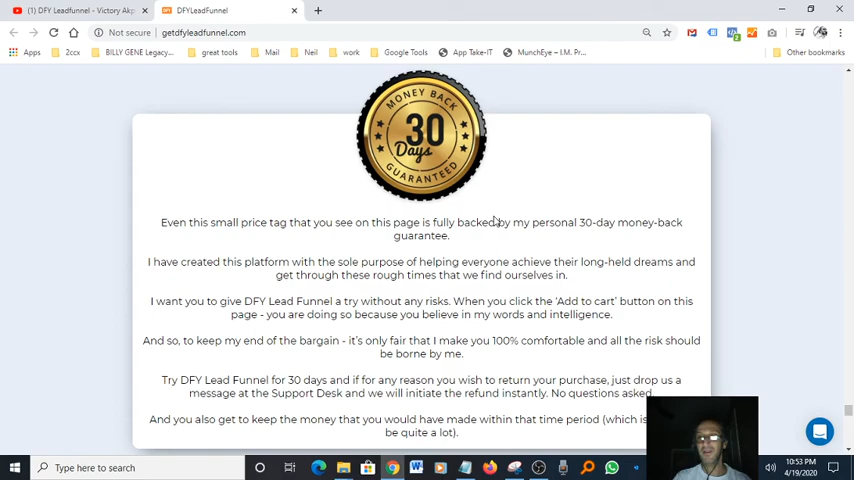 (1) DFY Leadfunnel - Victory Akp
DFYLeadFunnel
Not secure
getdfyleadfunnel.com
Apps
2ccx
BILLY GENE Legacy...
great tools
Mail
Neil
work
Google Tools
App Take-IT
MunchEye – I.M. Pr...
Other bookmarks
MONEY BACK
30
Days
GUARANTEED
Even this small price tag that you see on this page is fully backed by my personal 30-day money-back
guarantee.
I have created this platform with the sole purpose of helping everyone achieve their long-held dreams and
get through these rough times that we find ourselves in.
I want you to give DFY Lead Funnel a try without any risks. When you click the 'Add to cart' button on this
page - you are doing so because you believe in my words and intelligence.
And so, to keep my end of the bargain - it's only fair that I make you 100% comfortable and all the risk should
be borne by me.
Try DFY Lead Funnel for 30 days and if for any reason you wish to return your purchase, just drop us a
message at the Support Desk and we will initiate the refund instantly. No questions asked.
And you also get to keep the money that you would have made within that time period (which is
be quite a lot).
Type here to search
10:53 PM
4/19/2020